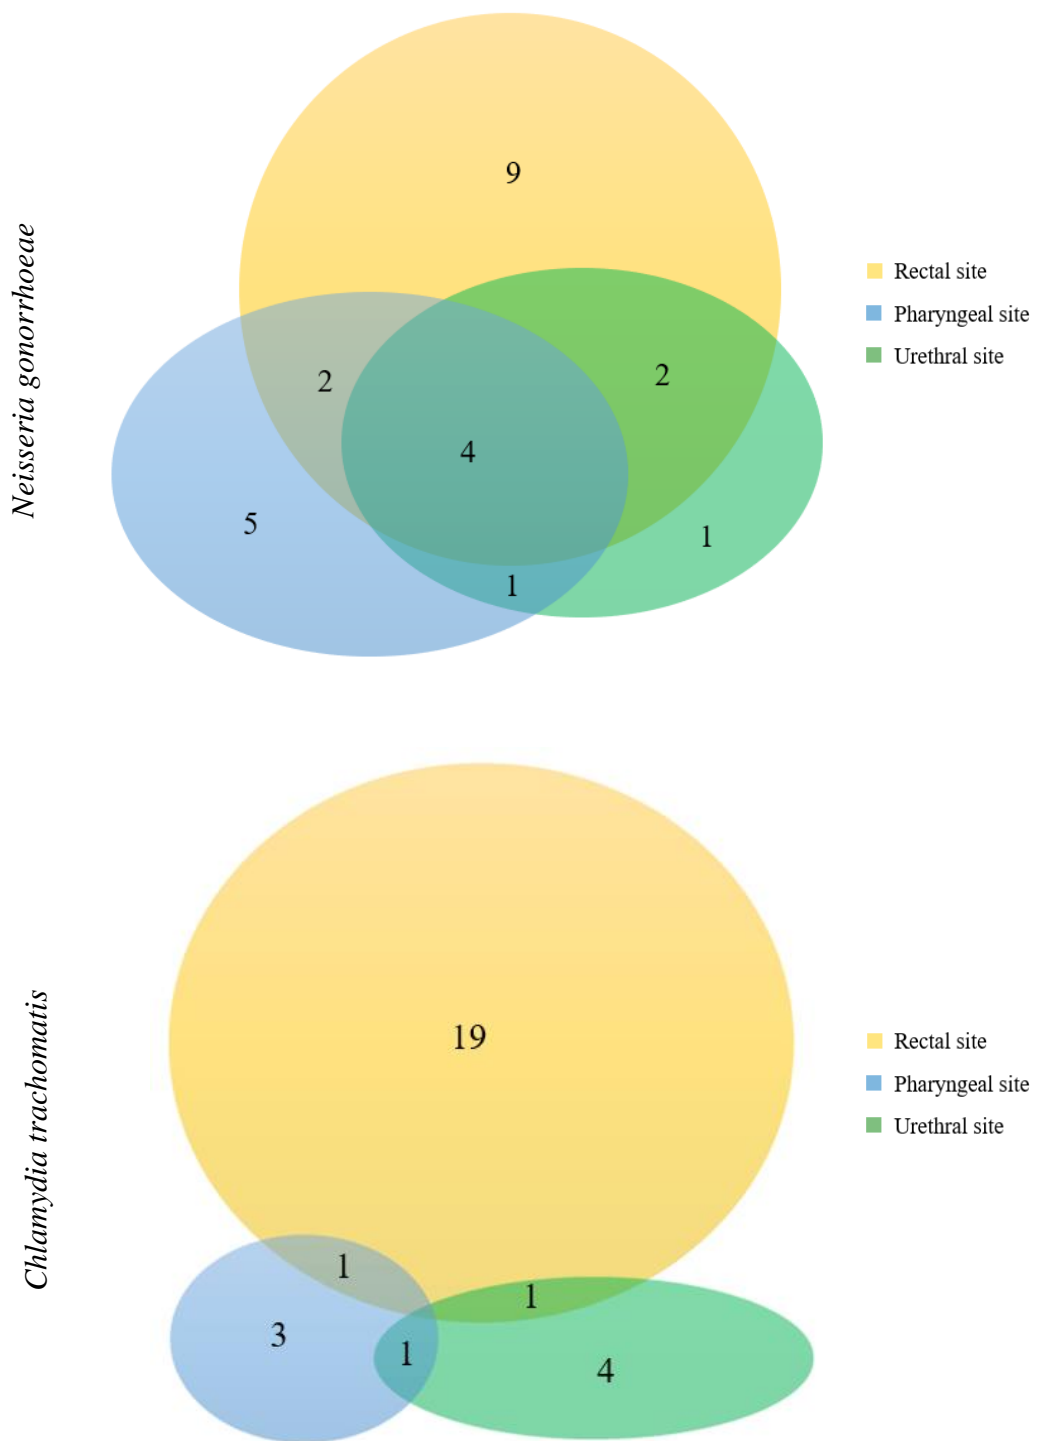 Neisseria gonorrhoeae
9
2
2
4
5
1
1
Rectal site
Pharyngeal site
Urethral site
Chlamydia trachomatis
19
1
1
3
1
4
Rectal site
Pharyngeal site
Urethral site